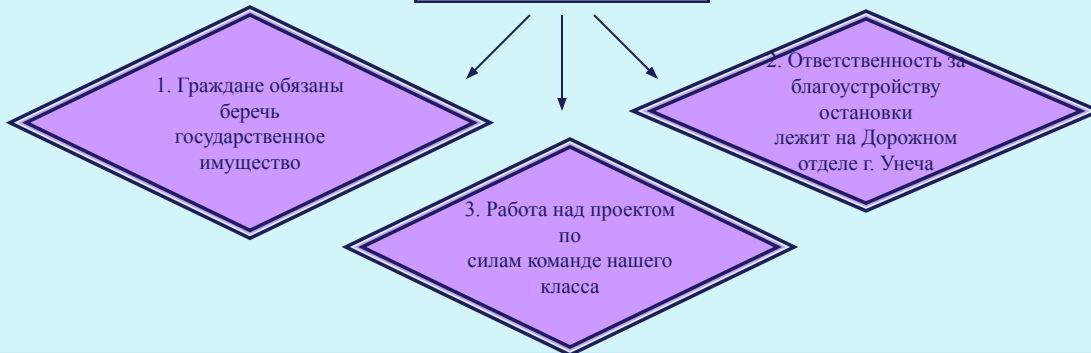 1. Граждане обязаны
беречь
государственное
имущество
2. Ответственность за
благоустройству
остановки
лежит на Дорожном
отделе г. Унеча
3. Работа над проектом
по
силам команде нашего
класса